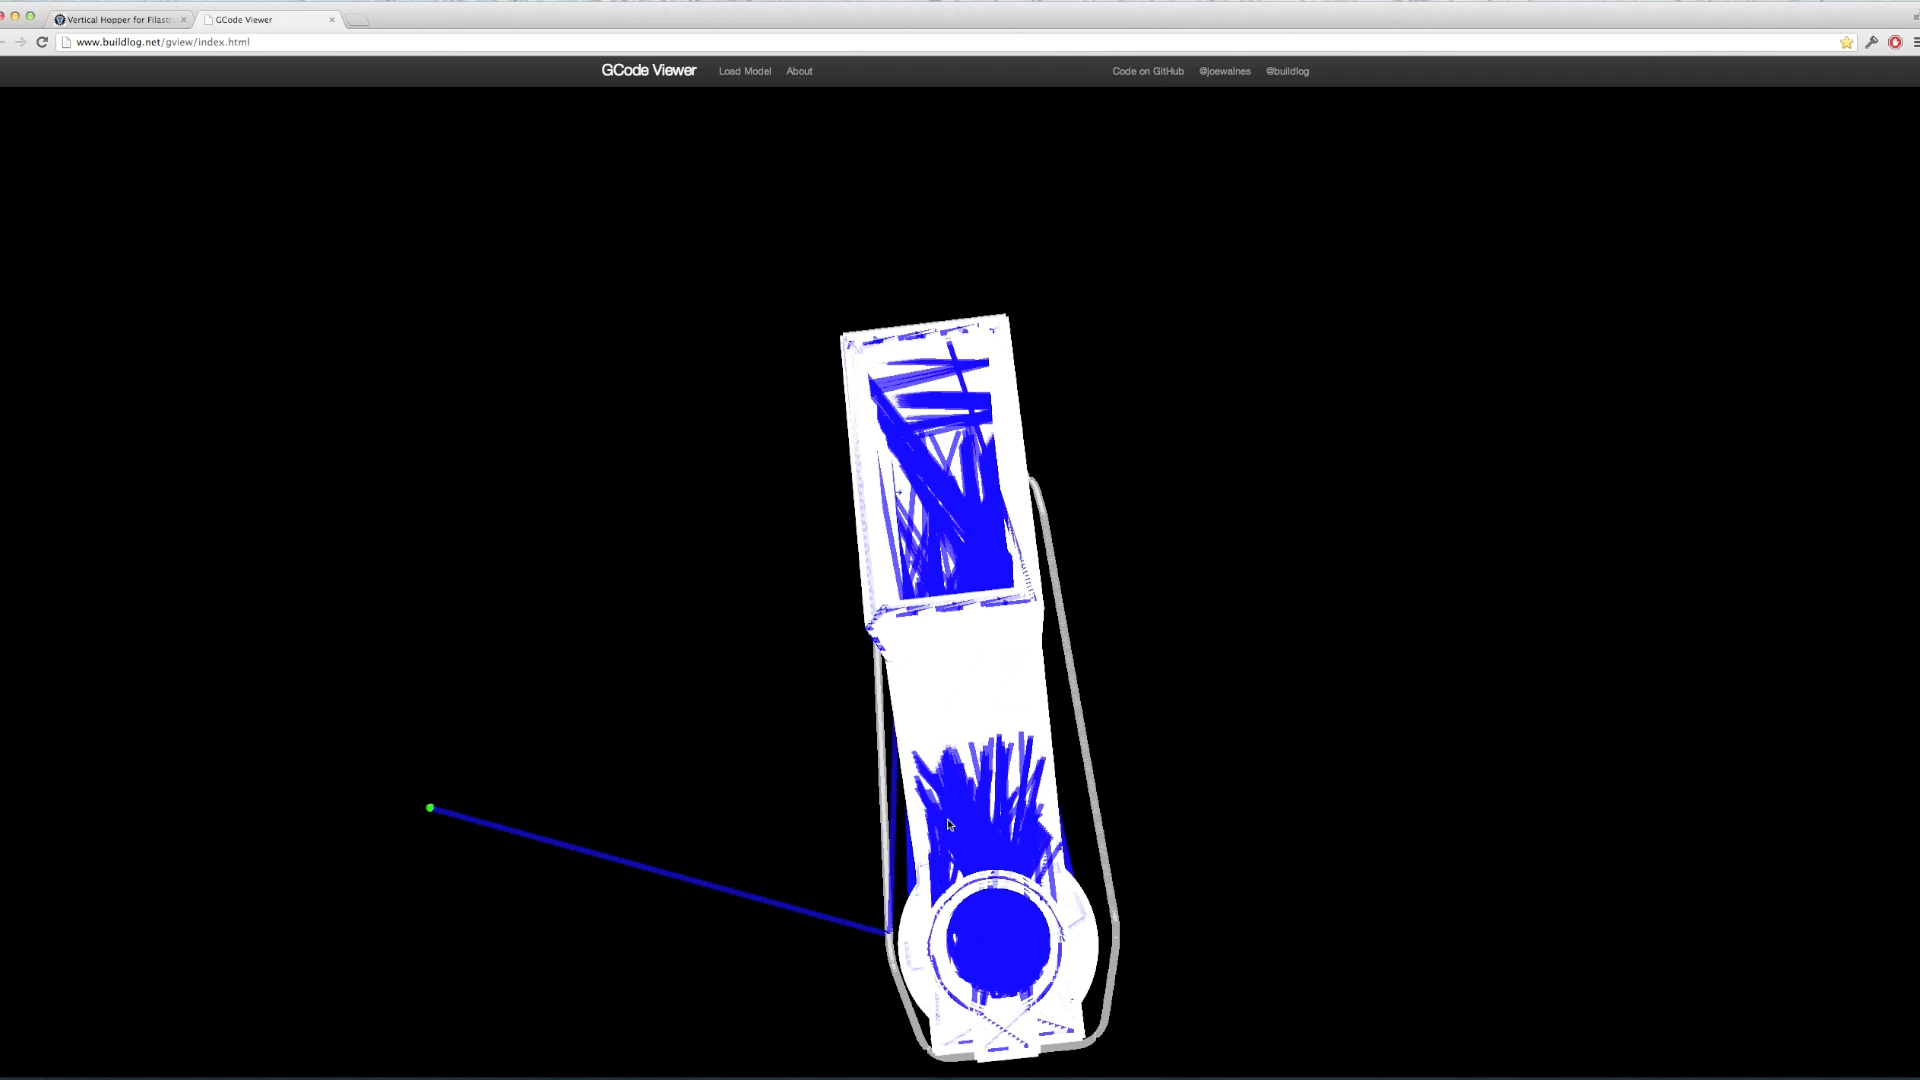 Vertical Hopper for Filastr
GCode Viewer
www.buildlog.net/gview/index.html
GCode Viewer Load Model About Code on GitHub @joewalnes @buildlog